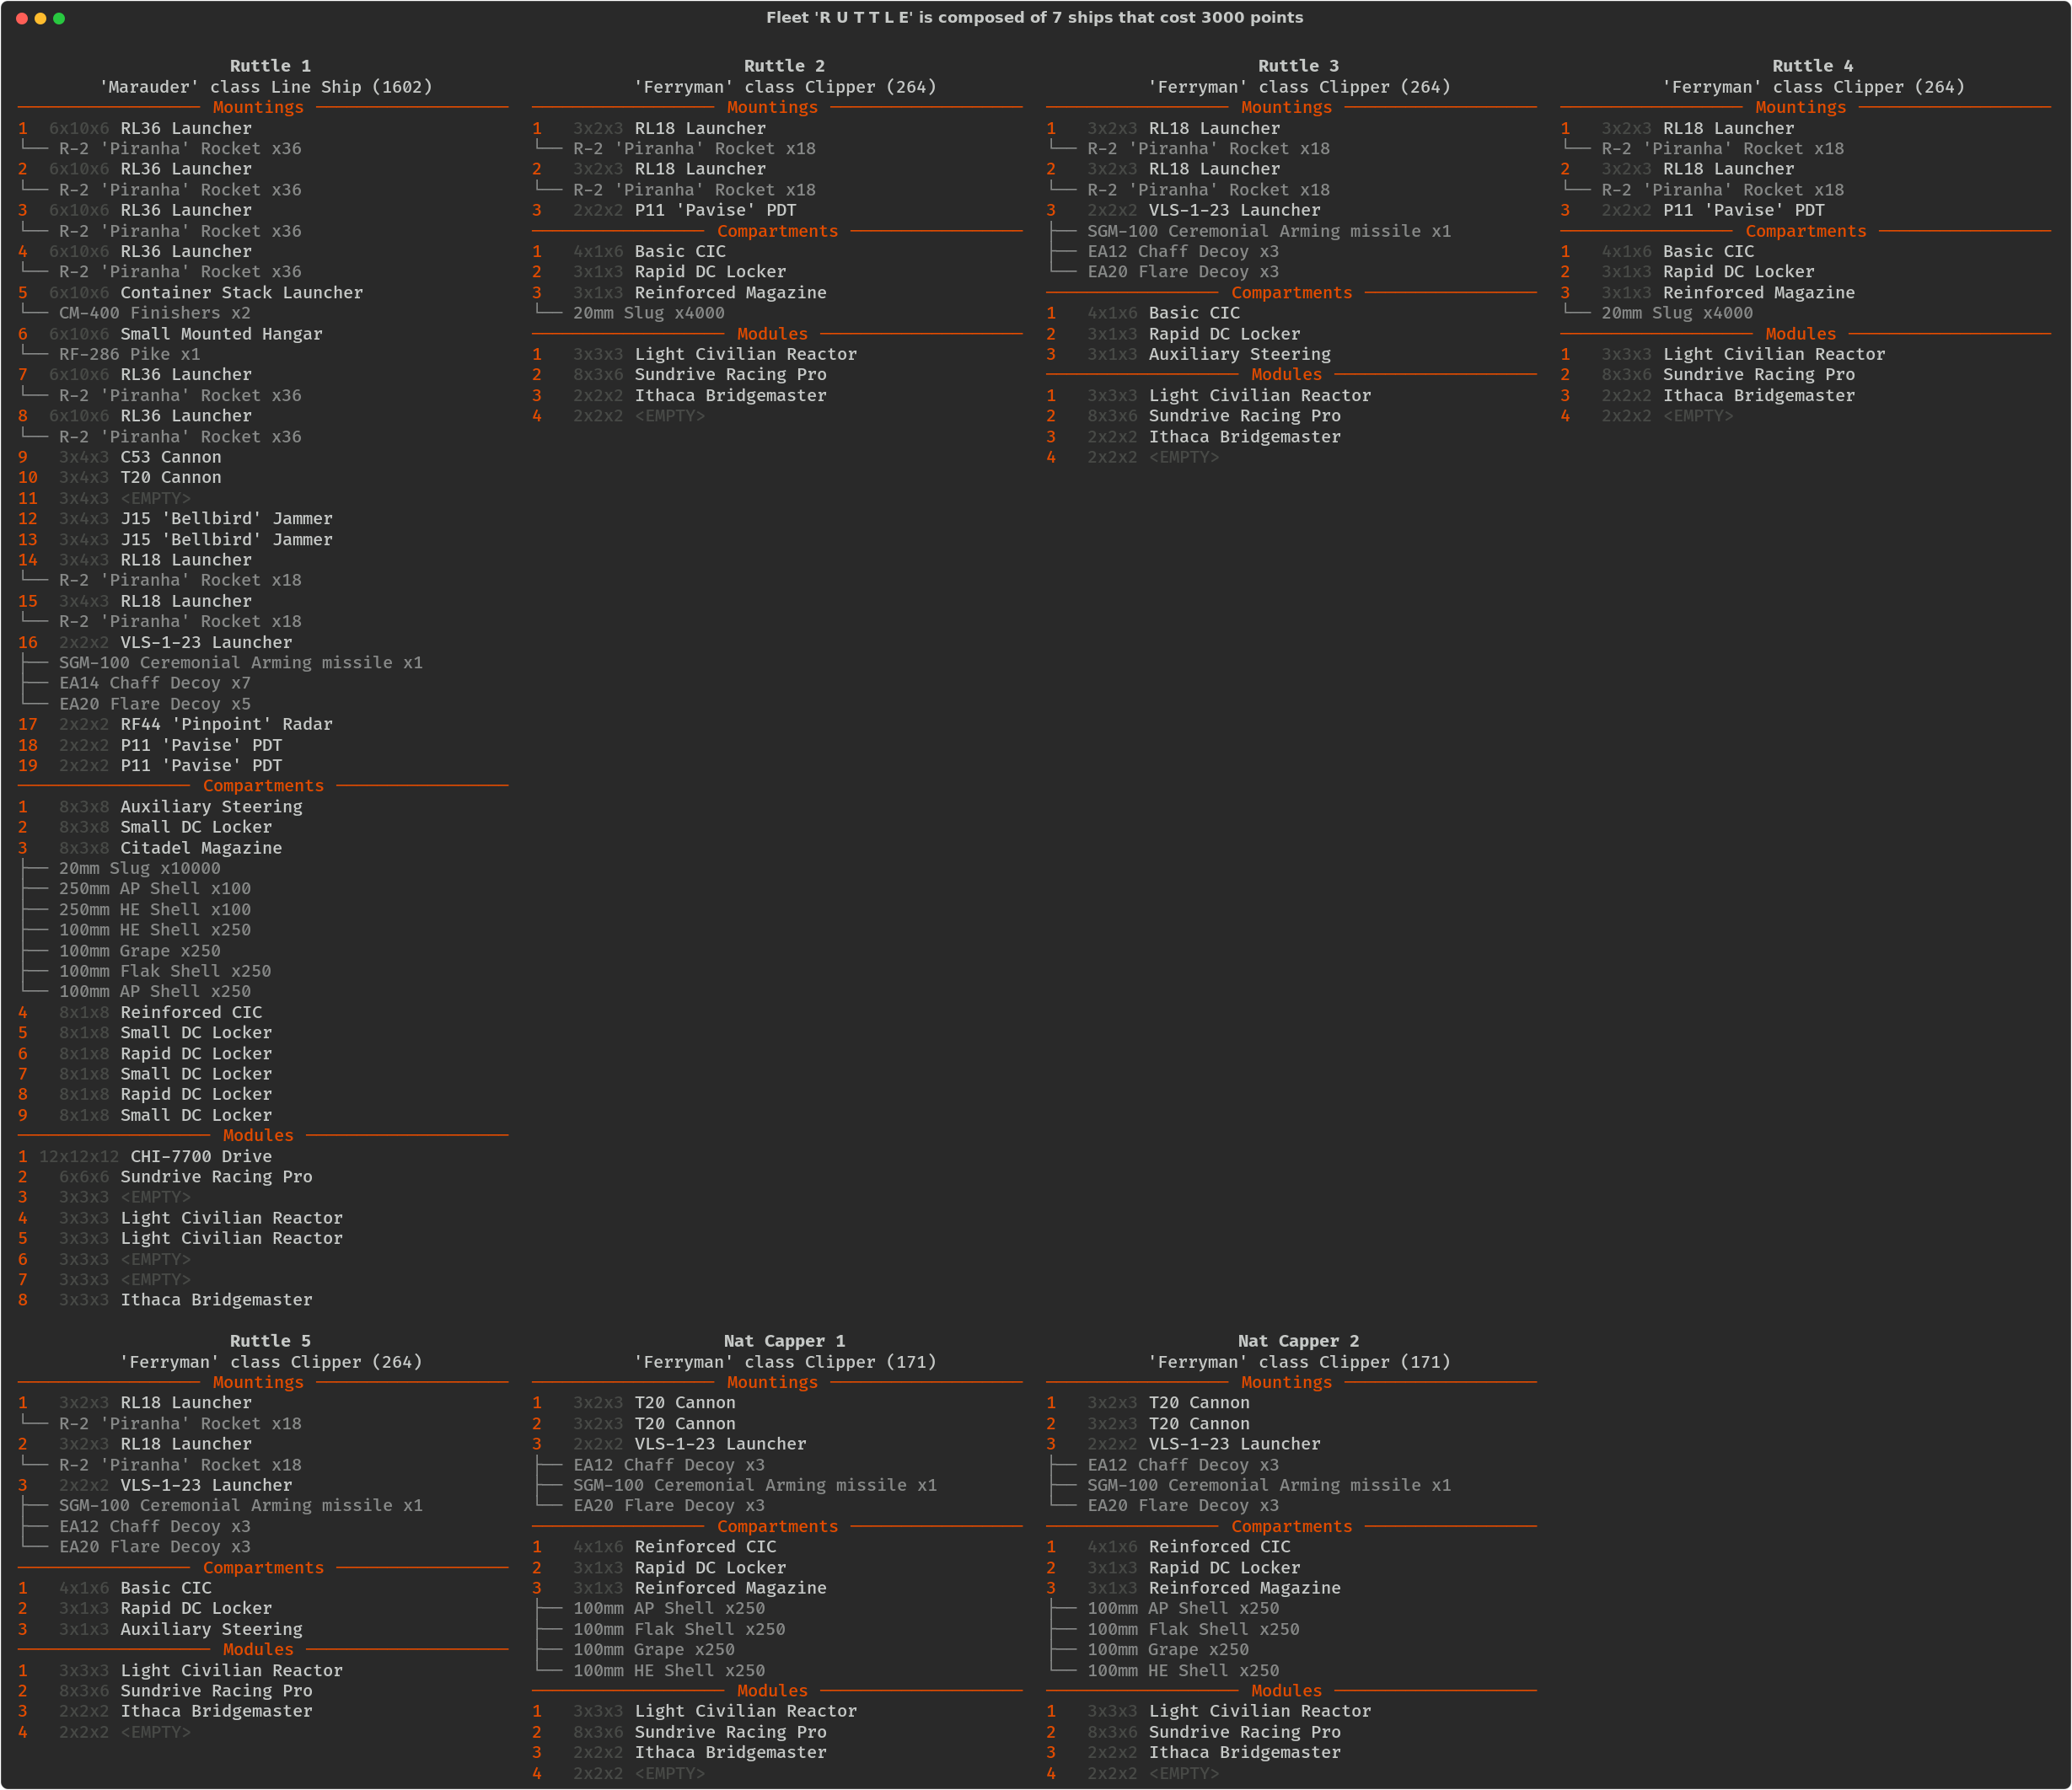 Fleet 'R U T T L E' is composed of 7 ships that cost 3000 points
Ruttle 1
'Marauder' class Line Ship (1602)
Mountings
1 6x10x6 RL36 Launcher
└── R-2 'Piranha' Rocket x36
2 6x10x6 RL36 Launcher
└── R-2 'Piranha' Rocket x36
3 6x10x6 RL36 Launcher
└── R-2 'Piranha' Rocket x36
4 6x10x6 RL36 Launcher
└── R-2 'Piranha' Rocket x36
5 6x10x6 Container Stack Launcher
└── CM-400 Finishers x2
6 6x10x6 Small Mounted Hangar
└── RF-286 Pike x1
7 6x10x6 RL36 Launcher
└── R-2 'Piranha' Rocket x36
8 6x10x6 RL36 Launcher
└── R-2 'Piranha' Rocket x36
9 3x4x3 C53 Cannon
10 3x4x3 T20 Cannon
11 3x4x3 <EMPTY>
12 3x4x3 J15 'Bellbird' Jammer
13 3x4x3 J15 'Bellbird' Jammer
14 3x4x3 RL18 Launcher
└── R-2 'Piranha' Rocket x18
15 3x4x3 RL18 Launcher
└── R-2 'Piranha' Rocket x18
16 2x2x2 VLS-1-23 Launcher
├── SGM-100 Ceremonial Arming missile x1
├── EA14 Chaff Decoy x7
└── EA20 Flare Decoy x5
17 2x2x2 RF44 'Pinpoint' Radar
18 2x2x2 P11 'Pavise' PDT
19 2x2x2 P11 'Pavise' PDT
Compartments
1 8x3x8 Auxiliary Steering
2 8x3x8 Small DC Locker
3 8x3x8 Citadel Magazine
├── 20mm Slug x10000
├── 250mm AP Shell x100
├── 250mm HE Shell x100
├── 100mm HE Shell x250
├── 100mm Grape x250
├── 100mm Flak Shell x250
└── 100mm AP Shell x250
4 8x1x8 Reinforced CIC
5 8x1x8 Small DC Locker
6 8x1x8 Rapid DC Locker
7 8x1x8 Small DC Locker
8 8x1x8 Rapid DC Locker
9 8x1x8 Small DC Locker
Modules
1 12x12x12 CHI-7700 Drive
2 6x6x6 Sundrive Racing Pro
3 3x3x3 <EMPTY>
4 3x3x3 Light Civilian Reactor
5 3x3x3 Light Civilian Reactor
6 3x3x3 <EMPTY>
7 3x3x3 <EMPTY>
8 3x3x3 Ithaca Bridgemaster
Ruttle 2
'Ferryman' class Clipper (264)
Mountings
1 3x2x3 RL18 Launcher
└── R-2 'Piranha' Rocket x18
2 3x2x3 RL18 Launcher
└── R-2 'Piranha' Rocket x18
3 2x2x2 P11 'Pavise' PDT
Compartments
1 4x1x6 Basic CIC
2 3x1x3 Rapid DC Locker
3 3x1x3 Reinforced Magazine
└── 20mm Slug x4000
Modules
1 3x3x3 Light Civilian Reactor
2 8x3x6 Sundrive Racing Pro
3 2x2x2 Ithaca Bridgemaster
4 2x2x2 <EMPTY>
Ruttle 3
'Ferryman' class Clipper (264)
Mountings
1 3x2x3 RL18 Launcher
└── R-2 'Piranha' Rocket x18
2 3x2x3 RL18 Launcher
└── R-2 'Piranha' Rocket x18
3 2x2x2 VLS-1-23 Launcher
├── SGM-100 Ceremonial Arming missile x1
├── EA12 Chaff Decoy x3
└── EA20 Flare Decoy x3
Compartments
1 4x1x6 Basic CIC
2 3x1x3 Rapid DC Locker
3 3x1x3 Auxiliary Steering
Modules
1 3x3x3 Light Civilian Reactor
2 8x3x6 Sundrive Racing Pro
3 2x2x2 Ithaca Bridgemaster
4 2x2x2 <EMPTY>
Ruttle 4
'Ferryman' class Clipper (264)
Mountings
1 3x2x3 RL18 Launcher
└── R-2 'Piranha' Rocket x18
2 3x2x3 RL18 Launcher
└── R-2 'Piranha' Rocket x18
3 2x2x2 P11 'Pavise' PDT
Compartments
1 4x1x6 Basic CIC
2 3x1x3 Rapid DC Locker
3 3x1x3 Reinforced Magazine
└── 20mm Slug x4000
Modules
1 3x3x3 Light Civilian Reactor
2 8x3x6 Sundrive Racing Pro
3 2x2x2 Ithaca Bridgemaster
4 2x2x2 <EMPTY>
Ruttle 5
'Ferryman' class Clipper (264)
Mountings
1 3x2x3 RL18 Launcher
└── R-2 'Piranha' Rocket x18
2 3x2x3 RL18 Launcher
└── R-2 'Piranha' Rocket x18
3 2x2x2 VLS-1-23 Launcher
├── SGM-100 Ceremonial Arming missile x1
├── EA12 Chaff Decoy x3
└── EA20 Flare Decoy x3
Compartments
1 4x1x6 Basic CIC
2 3x1x3 Rapid DC Locker
3 3x1x3 Auxiliary Steering
Modules
1 3x3x3 Light Civilian Reactor
2 8x3x6 Sundrive Racing Pro
3 2x2x2 Ithaca Bridgemaster
4 2x2x2 <EMPTY>
Nat Capper 1
'Ferryman' class Clipper (171)
Mountings
1 3x2x3 T20 Cannon
2 3x2x3 T20 Cannon
3 2x2x2 VLS-1-23 Launcher
├── EA12 Chaff Decoy x3
├── SGM-100 Ceremonial Arming missile x1
└── EA20 Flare Decoy x3
Compartments
1 4x1x6 Reinforced CIC
2 3x1x3 Rapid DC Locker
3 3x1x3 Reinforced Magazine
├── 100mm AP Shell x250
├── 100mm Flak Shell x250
├── 100mm Grape x250
└── 100mm HE Shell x250
Modules
1 3x3x3 Light Civilian Reactor
2 8x3x6 Sundrive Racing Pro
3 2x2x2 Ithaca Bridgemaster
4 2x2x2 <EMPTY>
Nat Capper 2
'Ferryman' class Clipper (171)
Mountings
1 3x2x3 T20 Cannon
2 3x2x3 T20 Cannon
3 2x2x2 VLS-1-23 Launcher
├── EA12 Chaff Decoy x3
├── SGM-100 Ceremonial Arming missile x1
└── EA20 Flare Decoy x3
Compartments
1 4x1x6 Reinforced CIC
2 3x1x3 Rapid DC Locker
3 3x1x3 Reinforced Magazine
├── 100mm AP Shell x250
├── 100mm Flak Shell x250
├── 100mm Grape x250
└── 100mm HE Shell x250
Modules
1 3x3x3 Light Civilian Reactor
2 8x3x6 Sundrive Racing Pro
3 2x2x2 Ithaca Bridgemaster
4 2x2x2 <EMPTY>